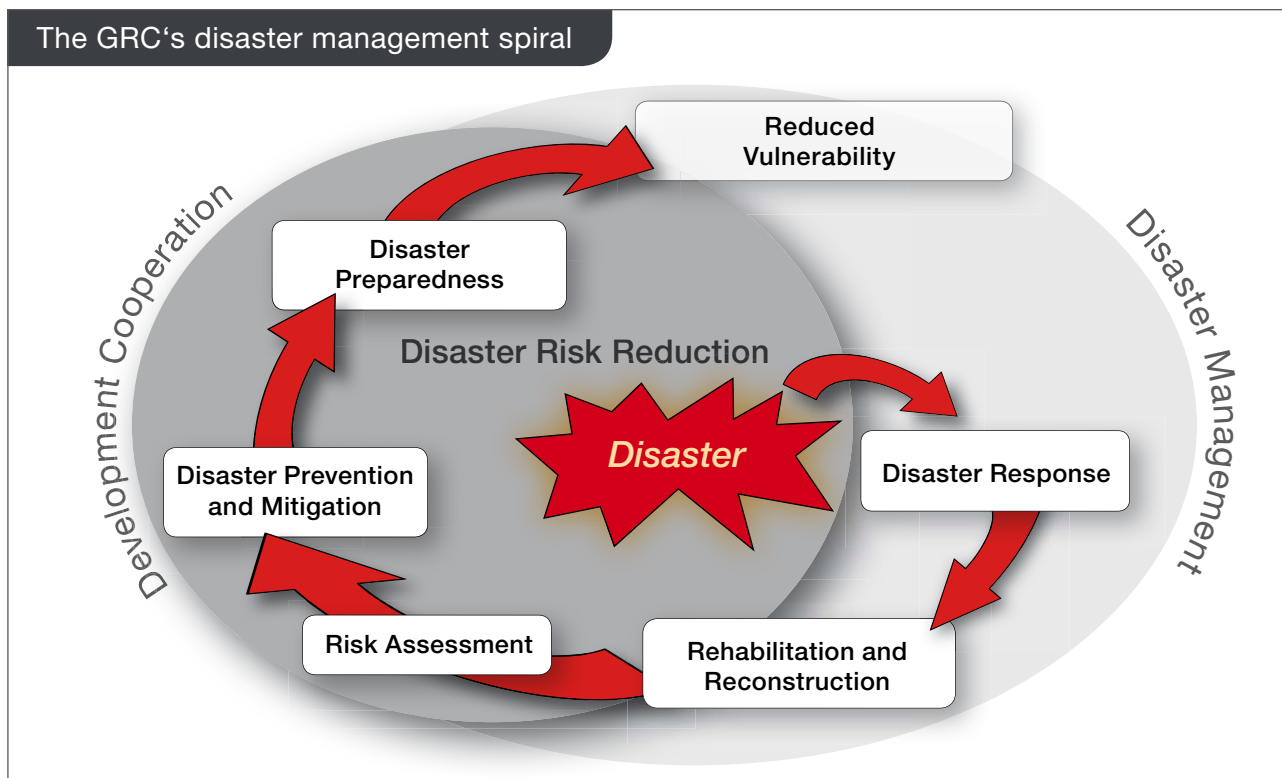 The GRC‘s disaster management spiral
Reduced
Vulnerability
Disaster
Preparedness
Development Cooperation
Disaster Management
Disaster Risk Reduction
Disaster
Disaster Response
Disaster Prevention
and Mitigation
Risk Assessment
Rehabilitation and
Reconstruction